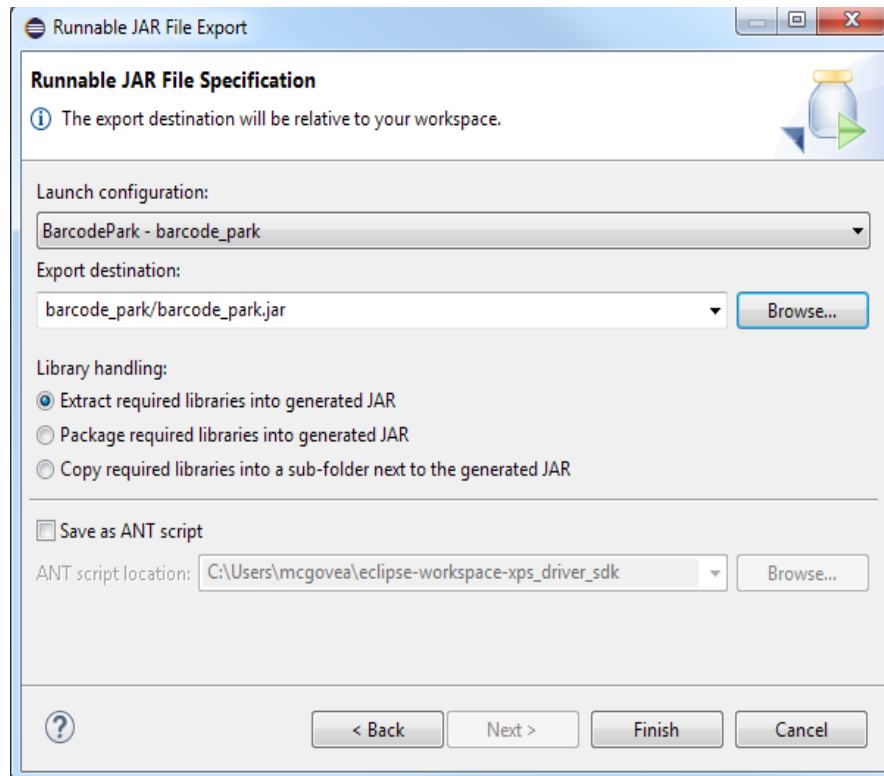 Runnable JAR File Export
Runnable JAR File Specification
The export destination will be relative to your workspace.
Launch configuration:
BarcodePark - barcode_park
Export destination:
barcode_park/barcode_park.jar
Browse...
Library handling:
Extract required libraries into generated JAR
Package required libraries into generated JAR
Copy required libraries into a sub-folder next to the generated JAR
Save as ANT script
ANT script location: C:\Users\mcgovea\eclipse-workspace-xps_driver_sdk Browse...
? < Back Next > Finish Cancel